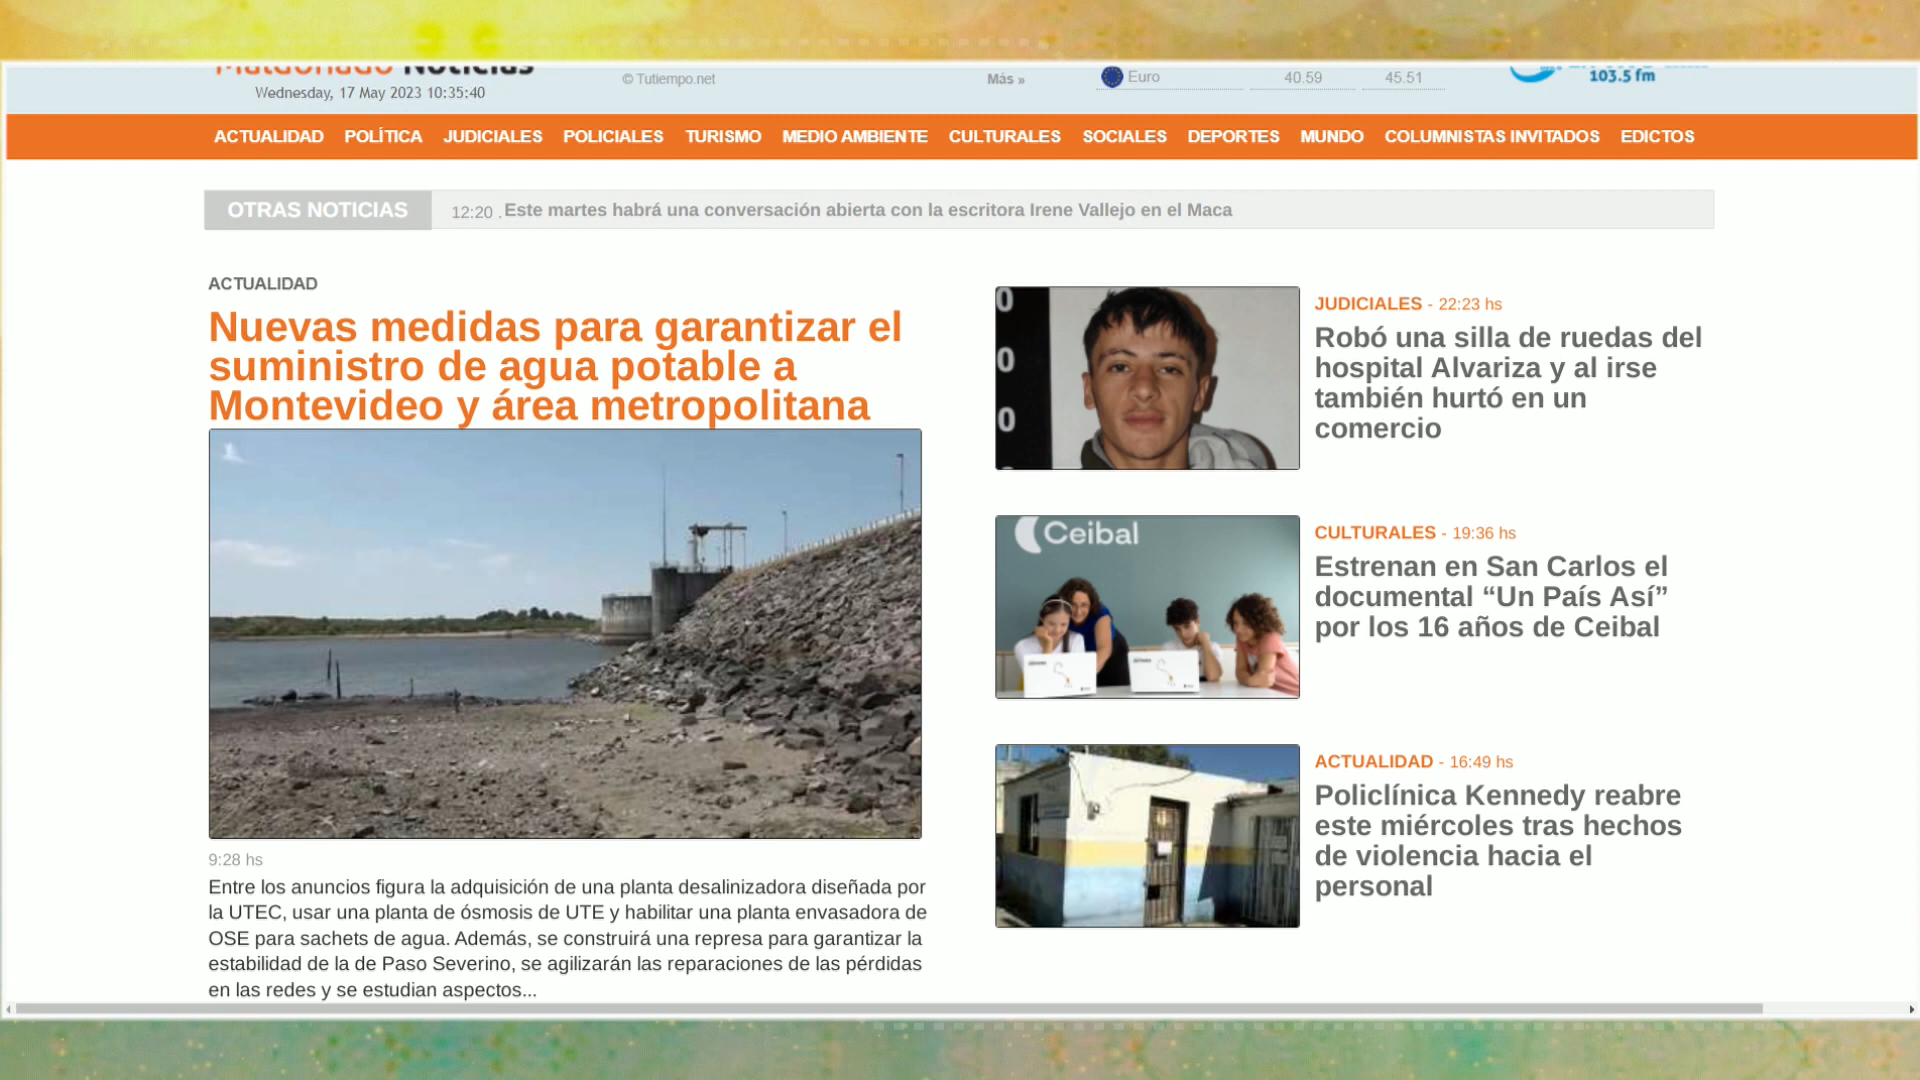 Maldonado Noticias
Wednesday, 17 May 2023 10:35:40
© Tutiempo.net
Más »
Euro 40.59 45.51
103.5 fm
ACTUALIDAD POLÍTICA JUDICIALES POLICIALES TURISMO MEDIO AMBIENTE CULTURALES SOCIALES DEPORTES MUNDO COLUMNISTAS INVITADOS EDICTOS
OTRAS NOTICIAS
12:20 . Este martes habrá una conversación abierta con la escritora Irene Vallejo en el Maca
ACTUALIDAD
Nuevas medidas para garantizar el
suministro de agua potable a
Montevideo y área metropolitana
9:28 hs
Entre los anuncios figura la adquisición de una planta desalinizadora diseñada por
la UTEC, usar una planta de ósmosis de UTE y habilitar una planta envasadora de
OSE para sachets de agua. Además, se construirá una represa para garantizar la
estabilidad de la de Paso Severino, se agilizarán las reparaciones de las pérdidas
en las redes y se estudian aspectos...
0
0
0
JUDICIALES - 22:23 hs
Robó una silla de ruedas del
hospital Alvariza y al irse
también hurtó en un
comercio
Ceibal
CULTURALES - 19:36 hs
Estrenan en San Carlos el
documental “Un País Así”
por los 16 años de Ceibal
ACTUALIDAD - 16:49 hs
Policlínica Kennedy reabre
este miércoles tras hechos
de violencia hacia el
personal